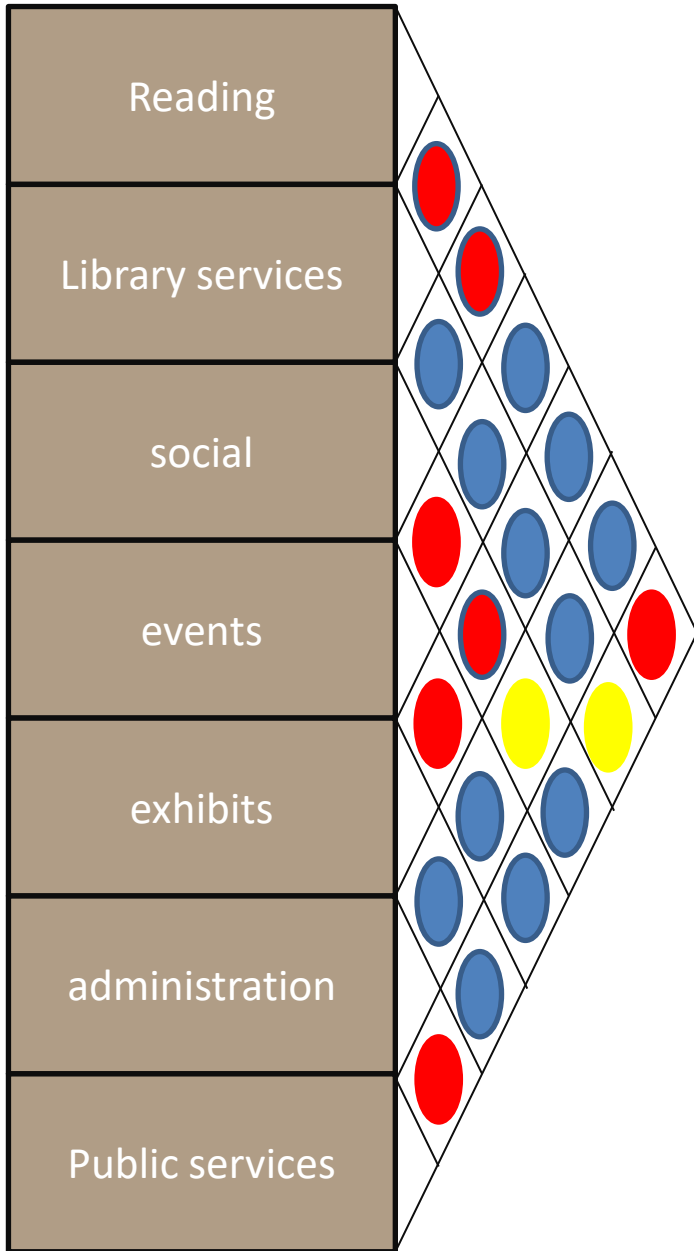 Reading
Library services
social
events
exhibits
administration
Public services